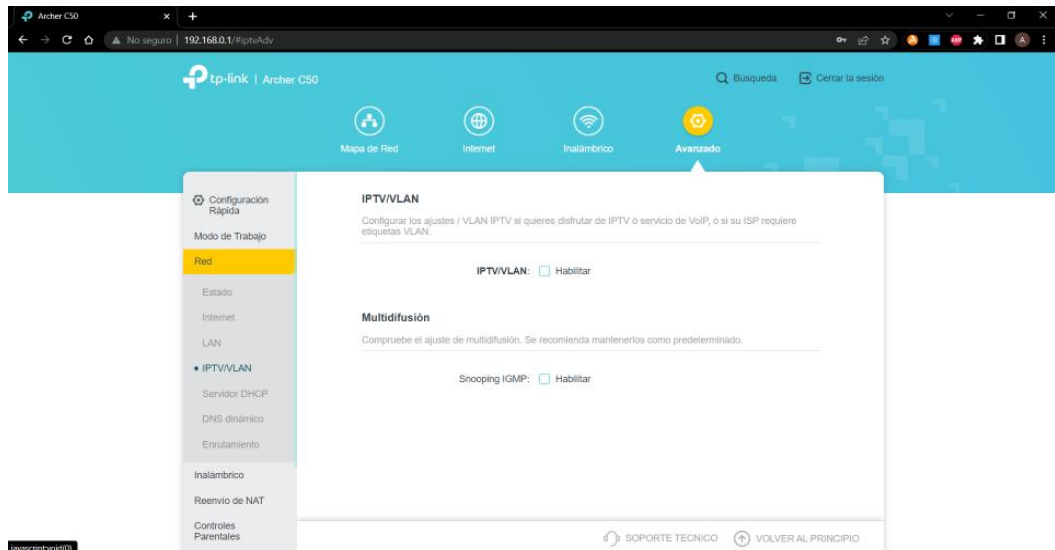 Archer C50
No seguro | 192.168.0.1/#iptvAdv
ABP
A
tp-link | Archer C50
Búsqueda
Cerrar la sesión
Mapa de Red
Internet
Inalámbrico
Avanzado
Configuración
Rápida
Modo de Trabajo
Red
Estado
Internet
LAN
IPTV/VLAN
Servidor DHCP
DNS dinámico
Enrutamiento
Inalámbrico
Reenvío de NAT
Controles
Parentales
IPTV/VLAN
Configurar los ajustes / VLAN IPTV si quieres disfrutar de IPTV o servicio de VoIP, o si su ISP requiere
etiquetas VLAN.
IPTV/VLAN: Habilitar
Multidifusión
Compruebe el ajuste de multidifusión. Se recomienda mantenerlos como predeterminado.
Snooping IGMP: Habilitar
SOPORTE TECNICO
VOLVER AL PRINCIPIO
javascript:void(0)